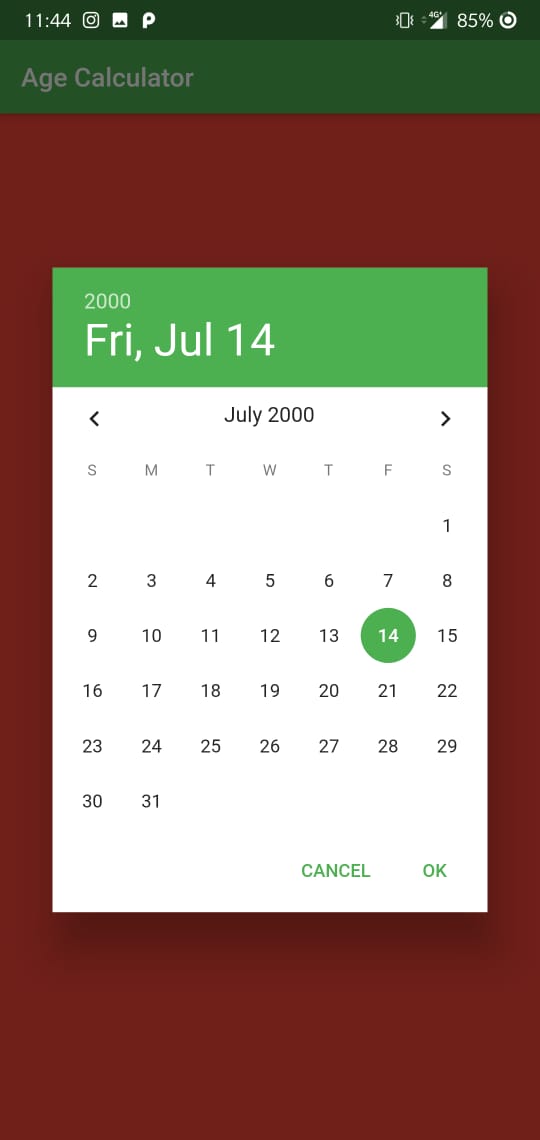 11:44 4G+ 85%
Age Calculator
2000
Fri, Jul 14
July 2000
S M T W T F S
1
2 3 4 5 6 7 8
9 10 11 12 13 14 15
16 17 18 19 20 21 22
23 24 25 26 27 28 29
30 31
CANCEL OK